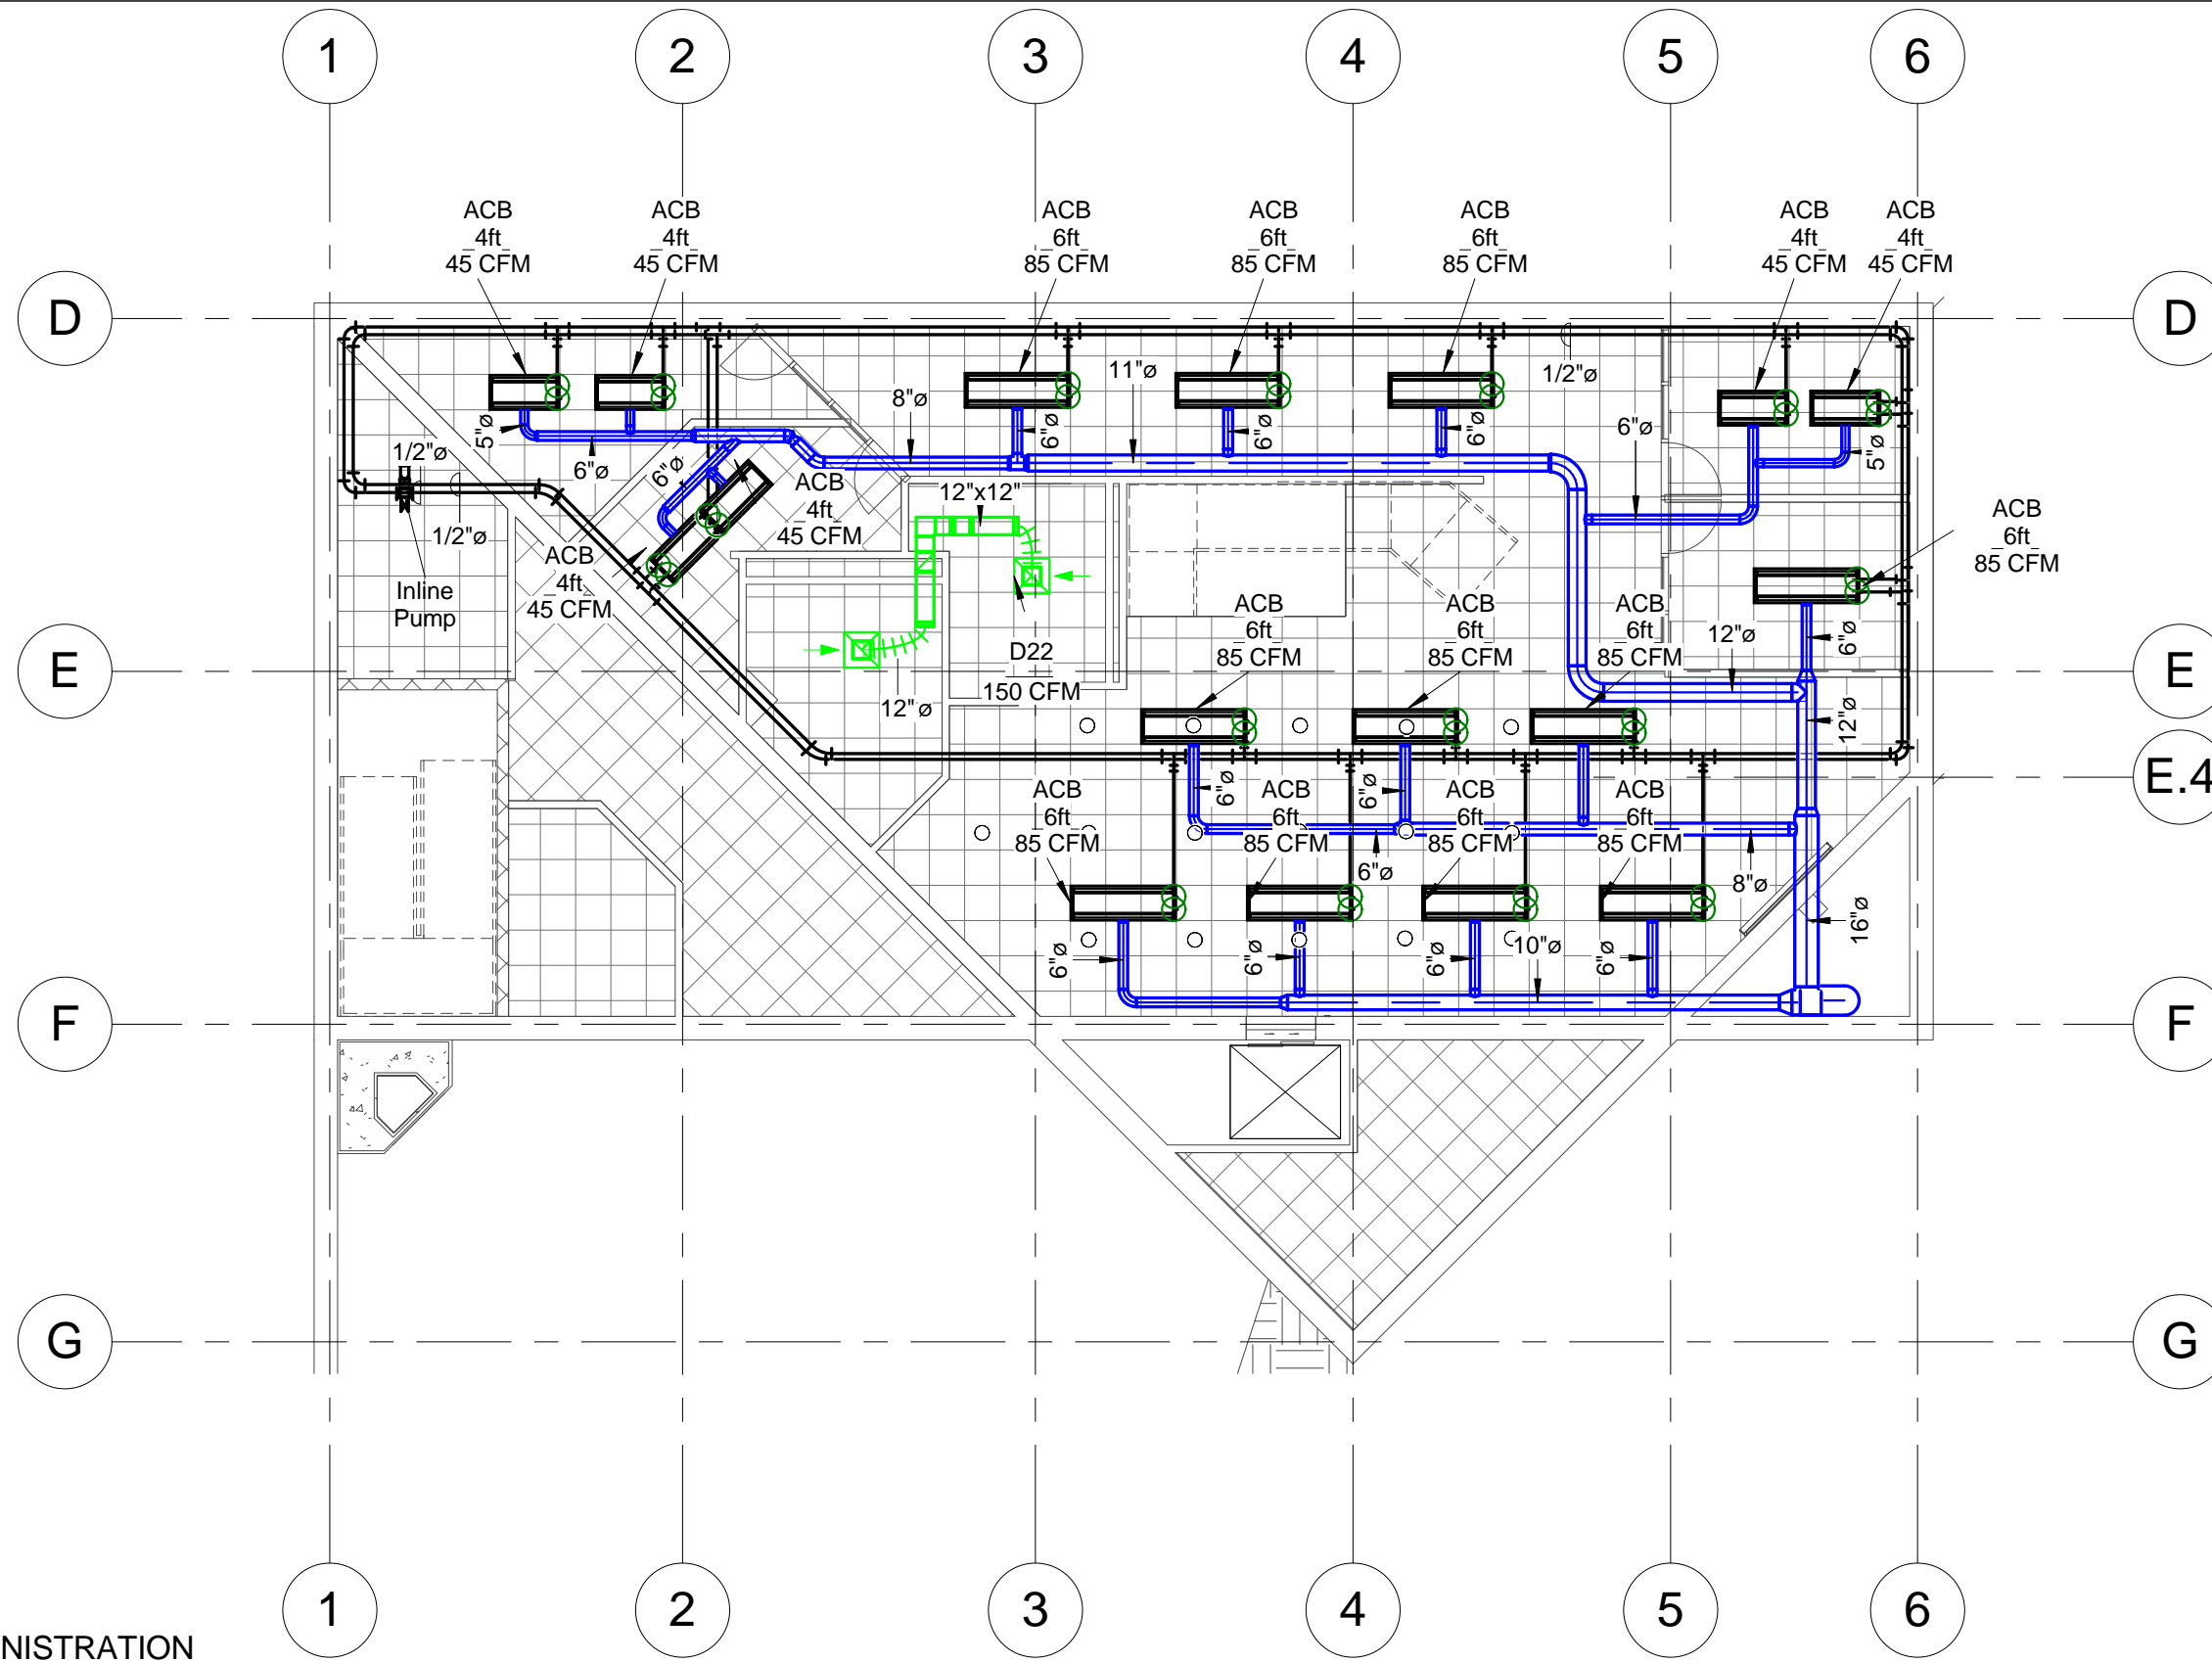 1
2
3
4
5
6
ACB
4ft
45 CFM
ACB
4ft
45 CFM
ACB
6ft
85 CFM
ACB
6ft
85 CFM
ACB
6ft
85 CFM
ACB
4ft
45 CFM
ACB
4ft
45 CFM
D
D
11"ø
1/2"ø
8"ø
5"ø
6"ø
6"ø
6"ø
6"ø
5"ø
1/2"ø
6"ø
6"ø
ACB
4ft
45 CFM
12"x12"
1/2"ø
ACB
4ft
45 CFM
ACB
6ft
85 CFM
Inline
Pump
ACB
6ft
85 CFM
ACB
6ft
85 CFM
ACB
6ft
85 CFM
12"ø
6"ø
E
E
D22
150 CFM
12"ø
12"ø
E.4
6"ø
6"ø
ACB
6ft
85 CFM
ACB
6ft
85 CFM
ACB
6ft
85 CFM
ACB
6ft
85 CFM
6"ø
8"ø
16"ø
6"ø
6"ø
6"ø
10"ø
6"ø
F
F
G
G
1
2
3
4
5
6
NISTRATION